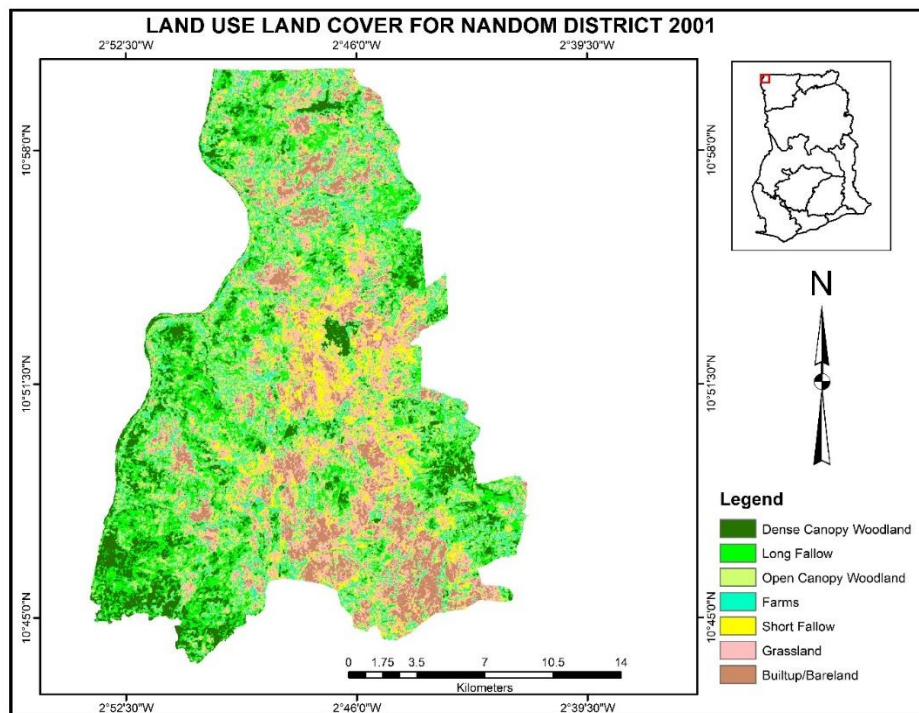 LAND USE LAND COVER FOR NANDOM DISTRICT 2001
2°52'30"W 2°46'0"W 2°39'30"W
10°58'0"N 10°58'0"N
N
10°51'30"N 10°51'30"N
Legend
Dense Canopy Woodland
Long Fallow
Open Canopy Woodland
Farms
Short Fallow
Grassland
Builtup/Bareland
10°45'0"N 10°45'0"N
0 1.75 3.5 7 10.5 14
Kilometers
2°52'30"W 2°46'0"W 2°39'30"W